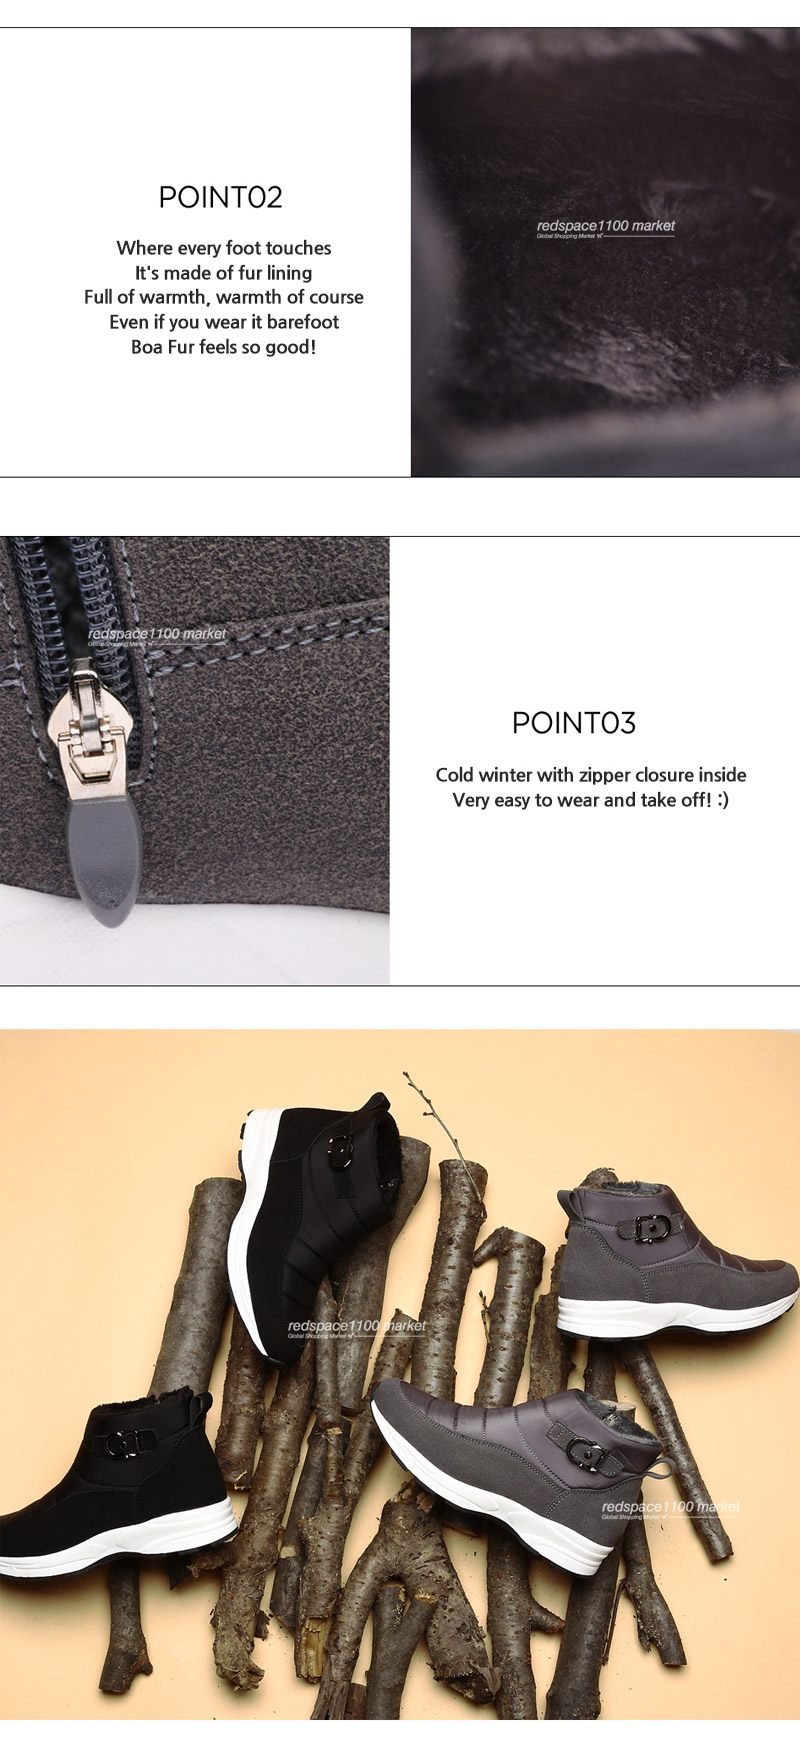 POINT02
Where every foot touches
It's made of fur lining
Full of warmth, warmth of course
Even if you wear it barefoot
Boa Fur feels so good!
redspace1100 market
Global Shopping Market
redspace1100 market
Global Shopping Market
POINT03
Cold winter with zipper closure inside
Very easy to wear and take off! :)
redspace1100 market
Global Shopping Market
redspace1100 market
Global Shopping Market